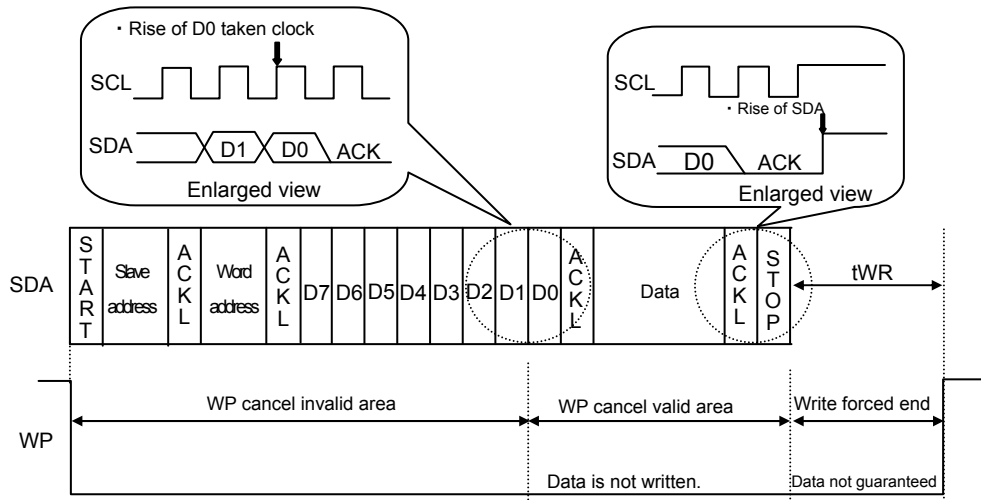 ・Rise of D0 taken clock
SCL
SDA
D1
D0
ACK
Enlarged view
SCL
・Rise of SDA
SDA
D0
ACK
Enlarged view
SDA
START
Slave address
ACKL
Word address
ACKL
D7
D6
D5
D4
D3
D2
D1
D0
ACKL
Data
ACKL
STOP
tWR
WP
WP cancel invalid area
WP cancel valid area
Write forced end
Data is not written.
Data not guaranteed